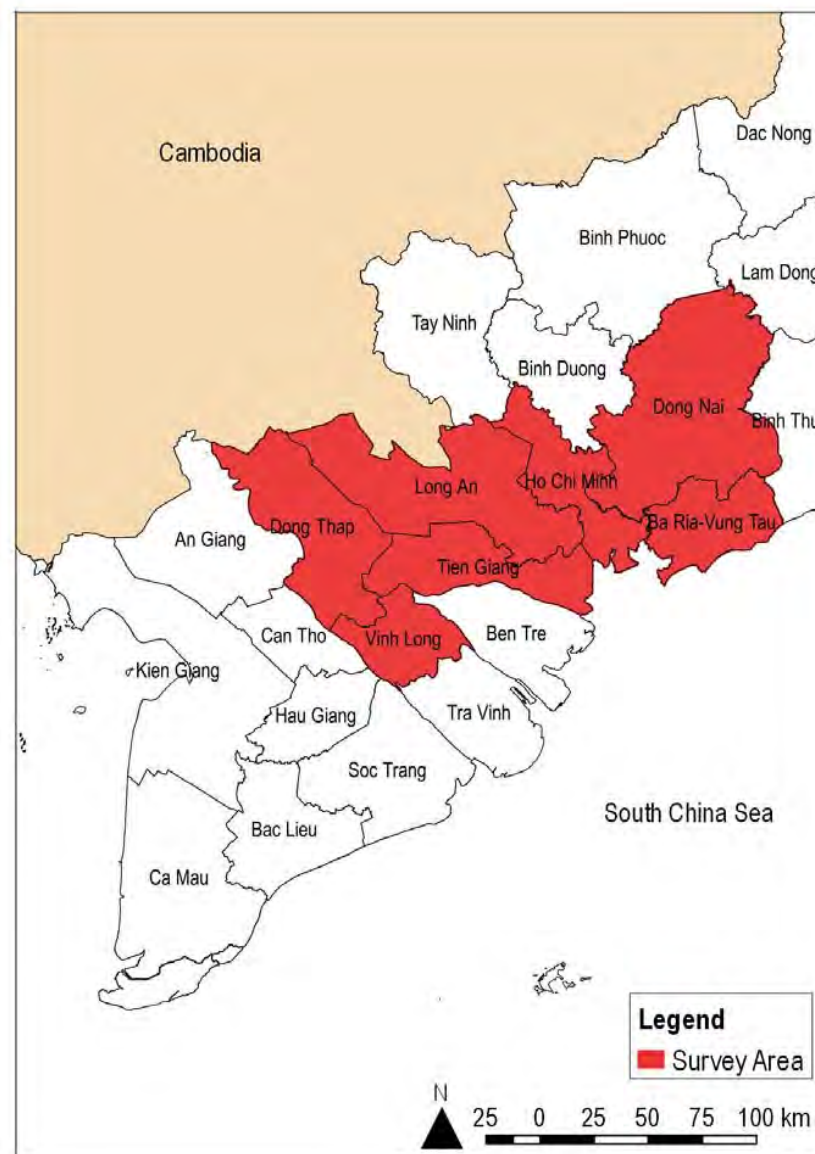 Dac Nong
Cambodia
Binh Phuoc
Lam Dong
Tay Ninh
Binh Duong
Dong Nai
Binh Thu
Long An
Ho Chi Minh
Ba Ria-Vung Tau
Dong Thap
An Giang
Tien Giang
Can Tho
Vinh Long
Ben Tre
Kien Giang
Hau Giang
Tra Vinh
Soc Trang
South China Sea
Bac Lieu
Ca Mau
Legend
Survey Area
N
25 0 25 50 75 100 km